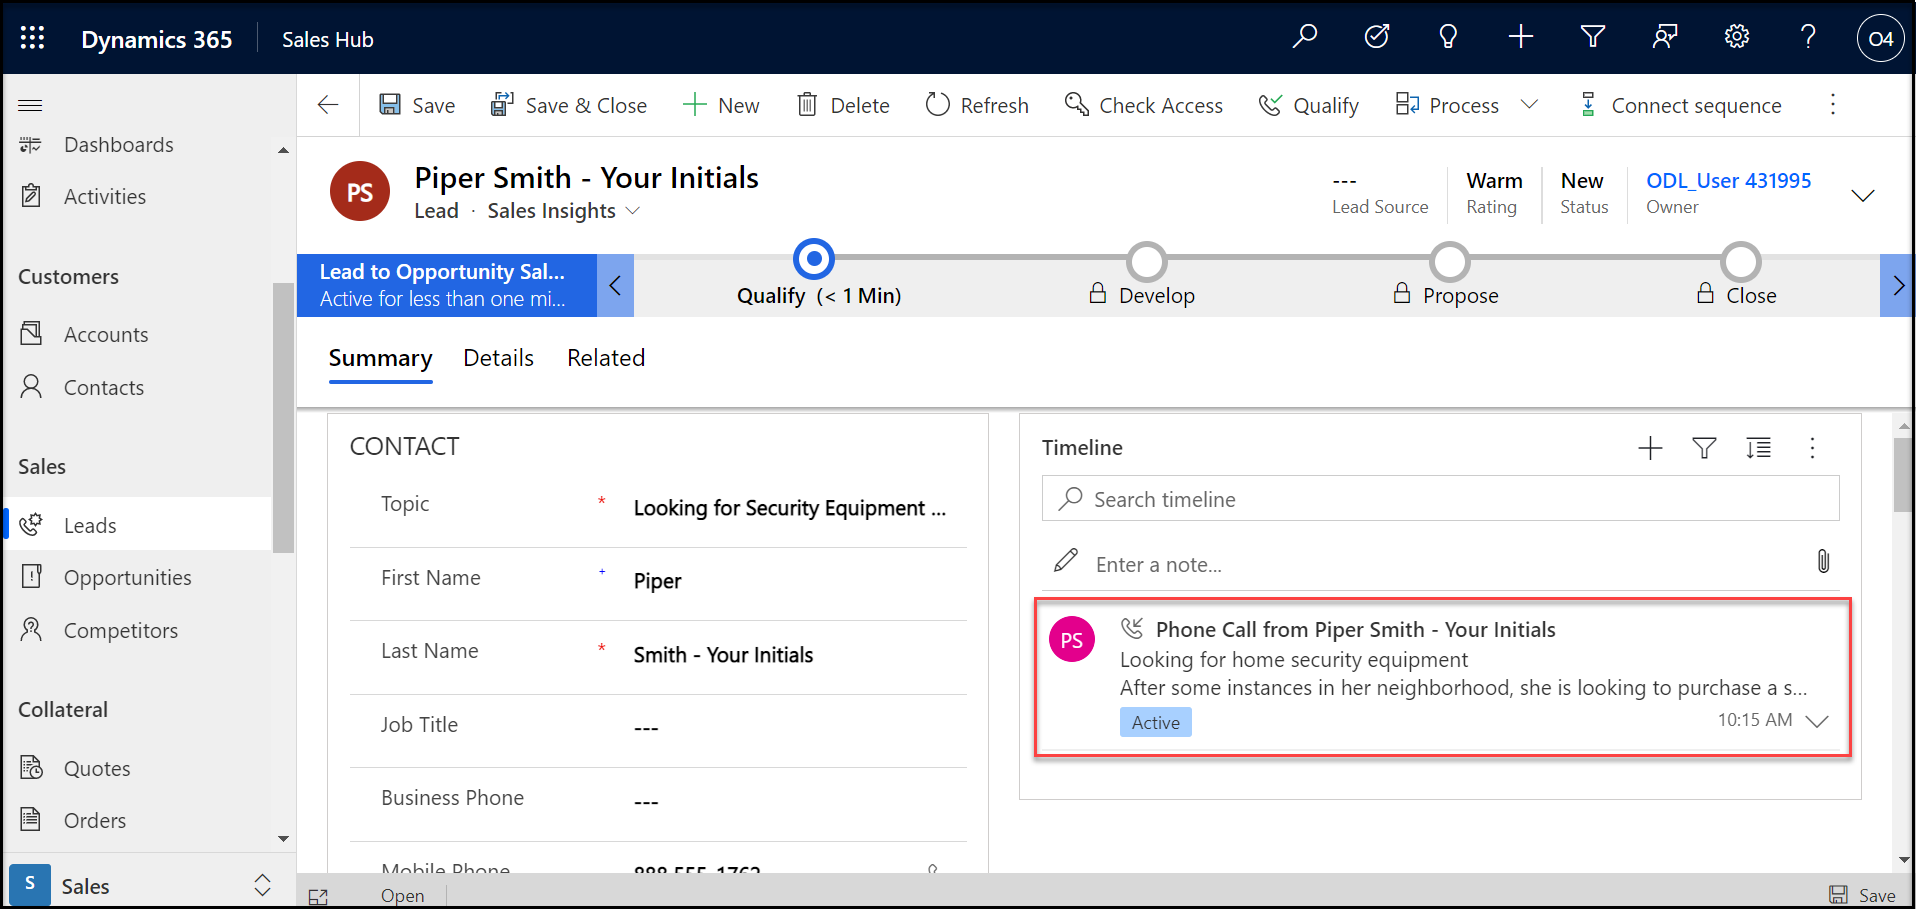 Dynamics 365
Sales Hub
O4
Save
Save & Close
New
Delete
Refresh
Check Access
Qualify
Process
Connect sequence
Dashboards
Activities
Customers
Accounts
Contacts
Sales
Leads
Opportunities
Competitors
Collateral
Quotes
Orders
S
Sales
PS
Piper Smith - Your Initials
Lead · Sales Insights
---
Lead Source
Warm
Rating
New
Status
ODL_User 431995
Owner
Lead to Opportunity Sal...
Active for less than one mi...
Qualify (< 1 Min)
Develop
Propose
Close
Summary
Details
Related
CONTACT
Topic * Looking for Security Equipment ...
First Name + Piper
Last Name * Smith - Your Initials
Job Title ---
Business Phone ---
Mobile Phone 888-555-1762
Timeline
Search timeline
Enter a note...
PS
Phone Call from Piper Smith - Your Initials
Looking for home security equipment
After some instances in her neighborhood, she is looking to purchase a s...
Active
10:15 AM
Open
Save